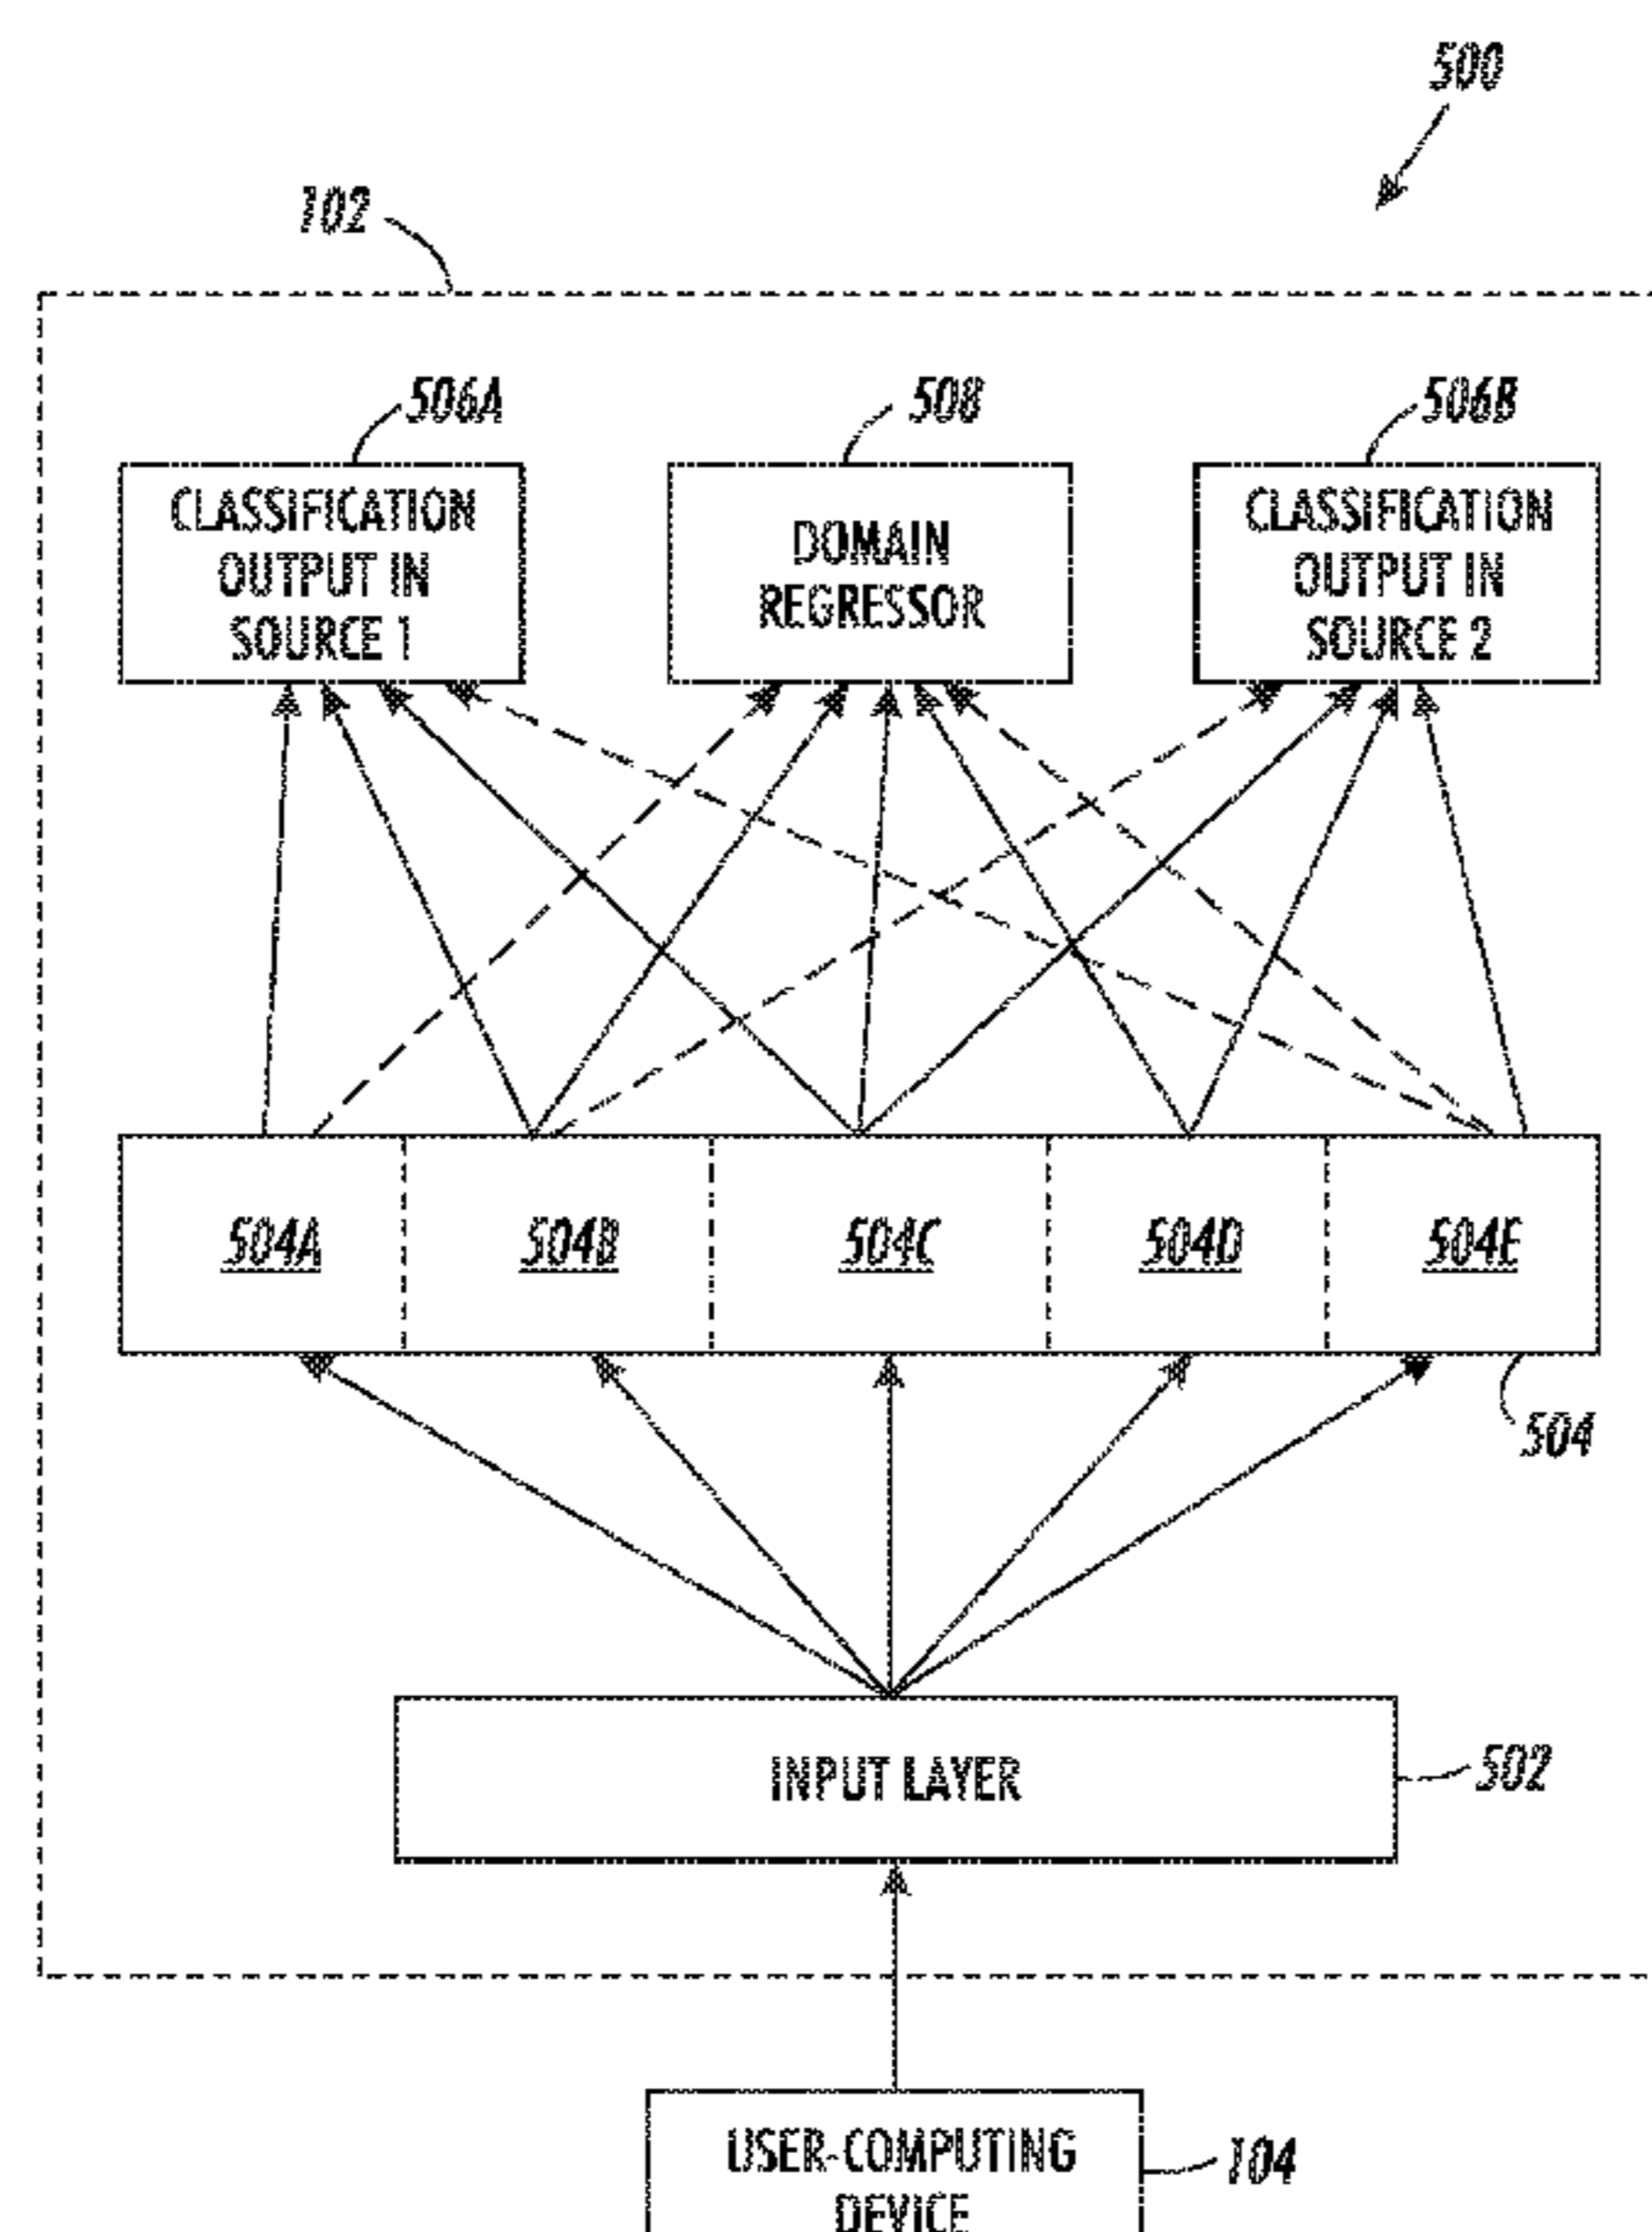 500
102
506A
508
506B
CLASSIFICATION
OUTPUT IN
SOURCE 1
DOMAIN
REGRESSOR
CLASSIFICATION
OUTPUT IN
SOURCE 2
504A
504B
504C
504D
504E
504
INPUT LAYER
502
USER-COMPUTING
DEVICE
104